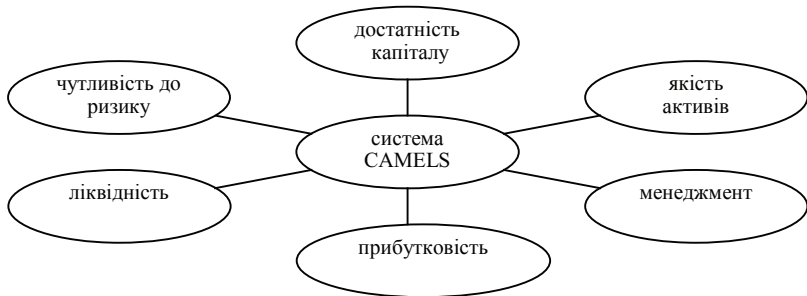 достатність
капіталу
чутливість до
ризику
якість
активів
система
CAMELS
ліквідність
менеджмент
прибутковість